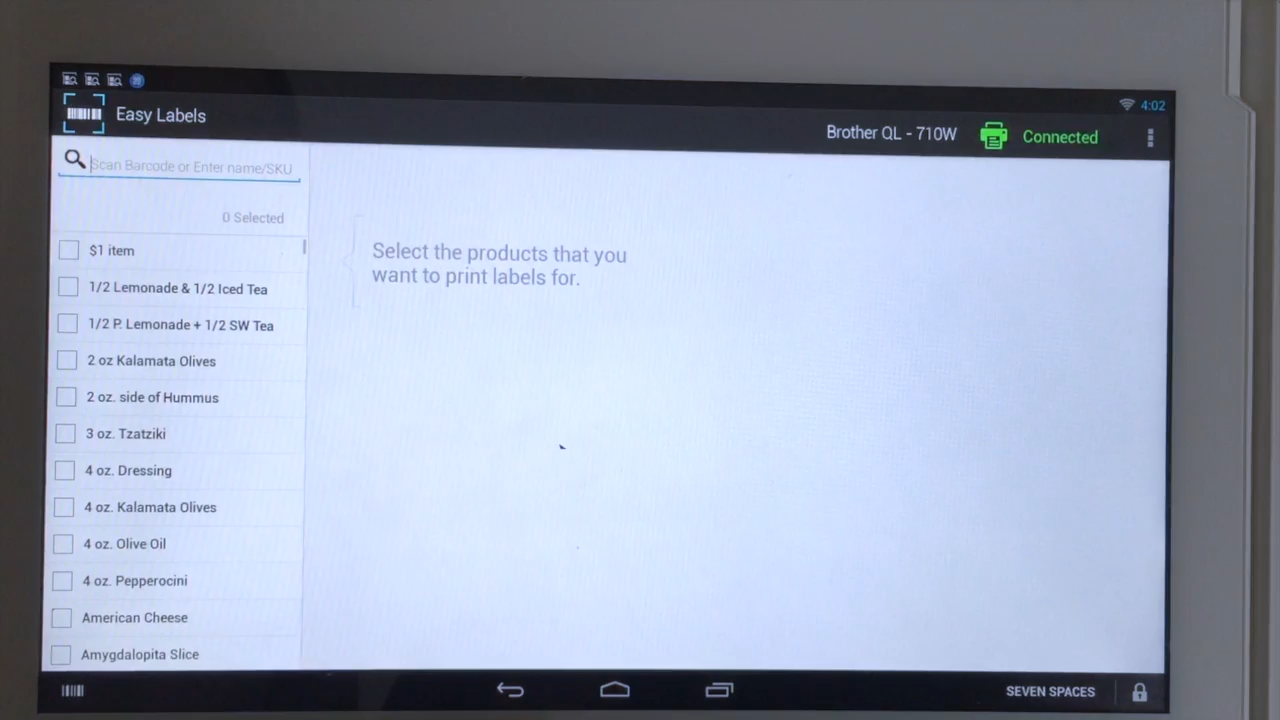 4:02
Easy Labels
Brother QL - 710W
Connected
Scan Barcode or Enter name/SKU
0 Selected
$1 item
1/2 Lemonade & 1/2 Iced Tea
1/2 P. Lemonade + 1/2 SW Tea
2 oz Kalamata Olives
2 oz. side of Hummus
3 oz. Tzatziki
4 oz. Dressing
4 oz. Kalamata Olives
4 oz. Olive Oil
4 oz. Pepperocini
American Cheese
Amygdalopita Slice
Select the products that you
want to print labels for.
SEVEN SPACES